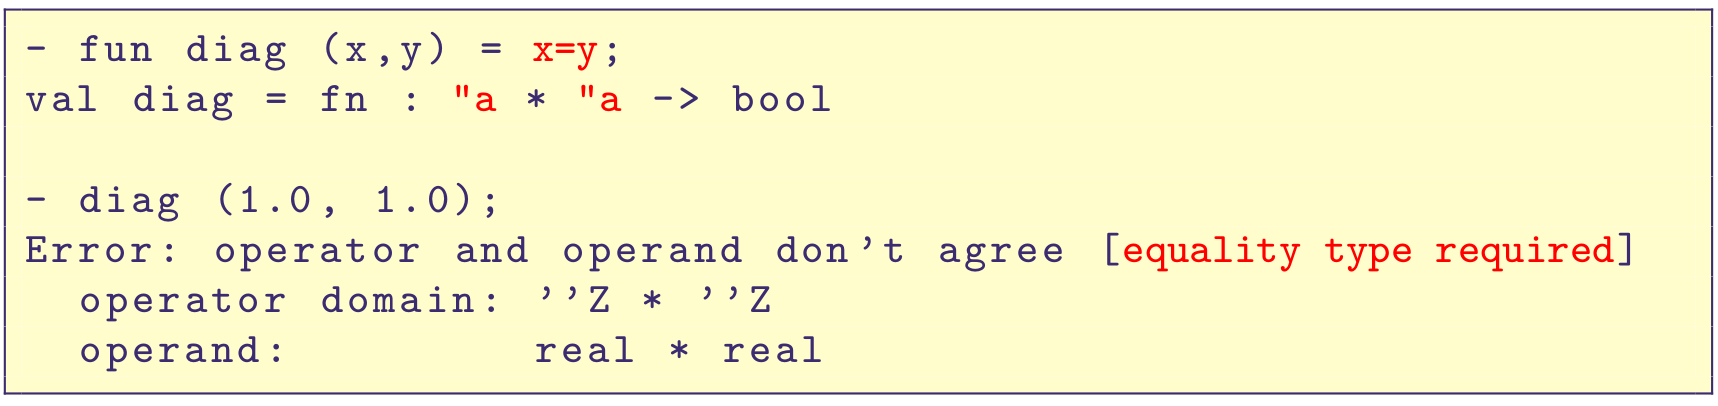 - fun diag (x,y) = x=y;
val diag = fn : "a * "a -> bool
- diag (1.0, 1.0);
Error: operator and operand don't agree [equality type required]
operator domain: ''Z * ''Z
operand: real * real